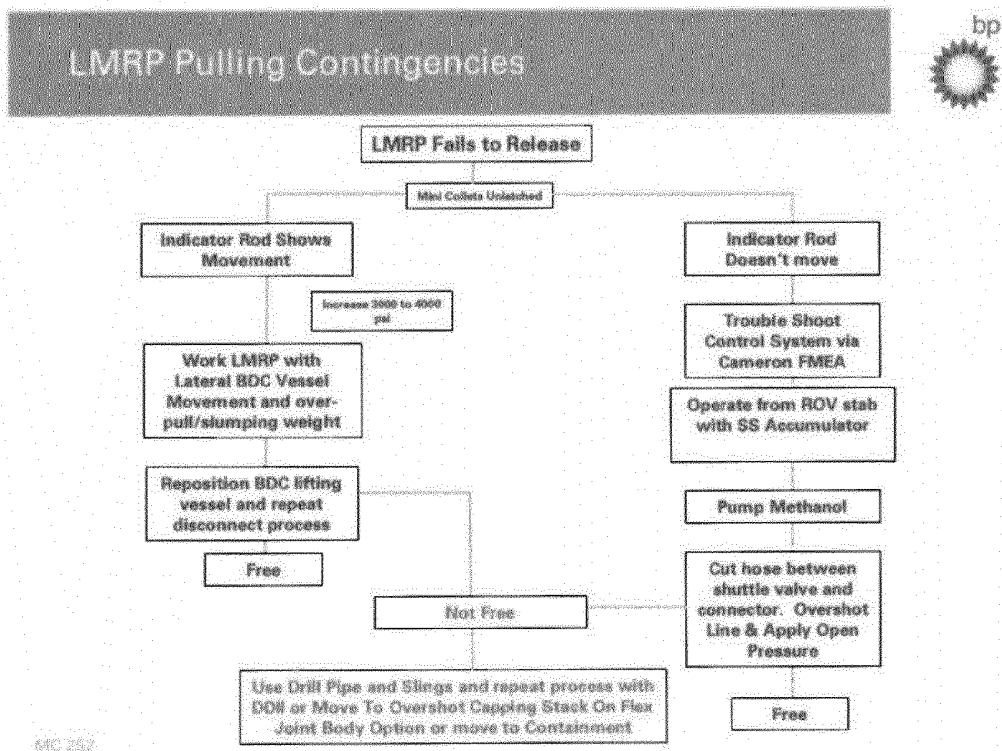 bp
LMRP Pulling Contingencies
LMRP Fails to Release
Mini Collets Unlatched
Indicator Rod Shows
Movement
Increase 3000 to 4000
psi
Work LMRP with
Lateral BDC Vessel
Movement and over-
pull/slumping weight
Reposition BDC lifting
vessel and repeat
disconnect process
Free
Indicator Rod
Doesn't move
Trouble Shoot
Control System via
Cameron FMEA
Operate from ROV stab
with SS Accumulator
Pump Methanol
Cut hose between
shuttle valve and
connector. Overshot
Line & Apply Open
Pressure
Free
Not Free
Use Drill Pipe and Slings and repeat process with
DDII or Move To Overshot Capping Stack On Flex
Joint Body Option or move to Containment
MC 252